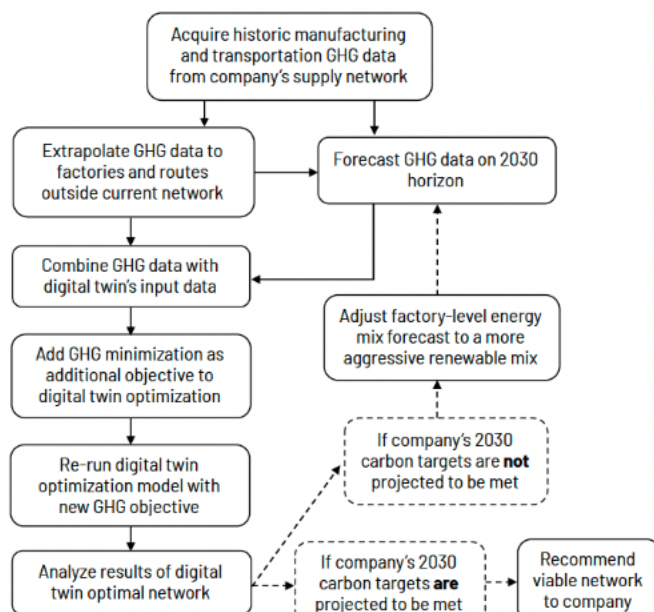 Acquire historic manufacturing
and transportation GHG data
from company's supply network
Extrapolate GHG data to
factories and routes
outside current network
Forecast GHG data on 2030
horizon
Combine GHG data with
digital twin's input data
Adjust factory-level energy
mix forecast to a more
aggressive renewable mix
Add GHG minimization as
additional objective to
digital twin optimization
If company's 2030
carbon targets are not
projected to be met
Re-run digital twin
optimization model with
new GHG objective
Analyze results of digital
twin optimal network
If company's 2030
carbon targets are
projected to be met
Recommend
viable network
to company